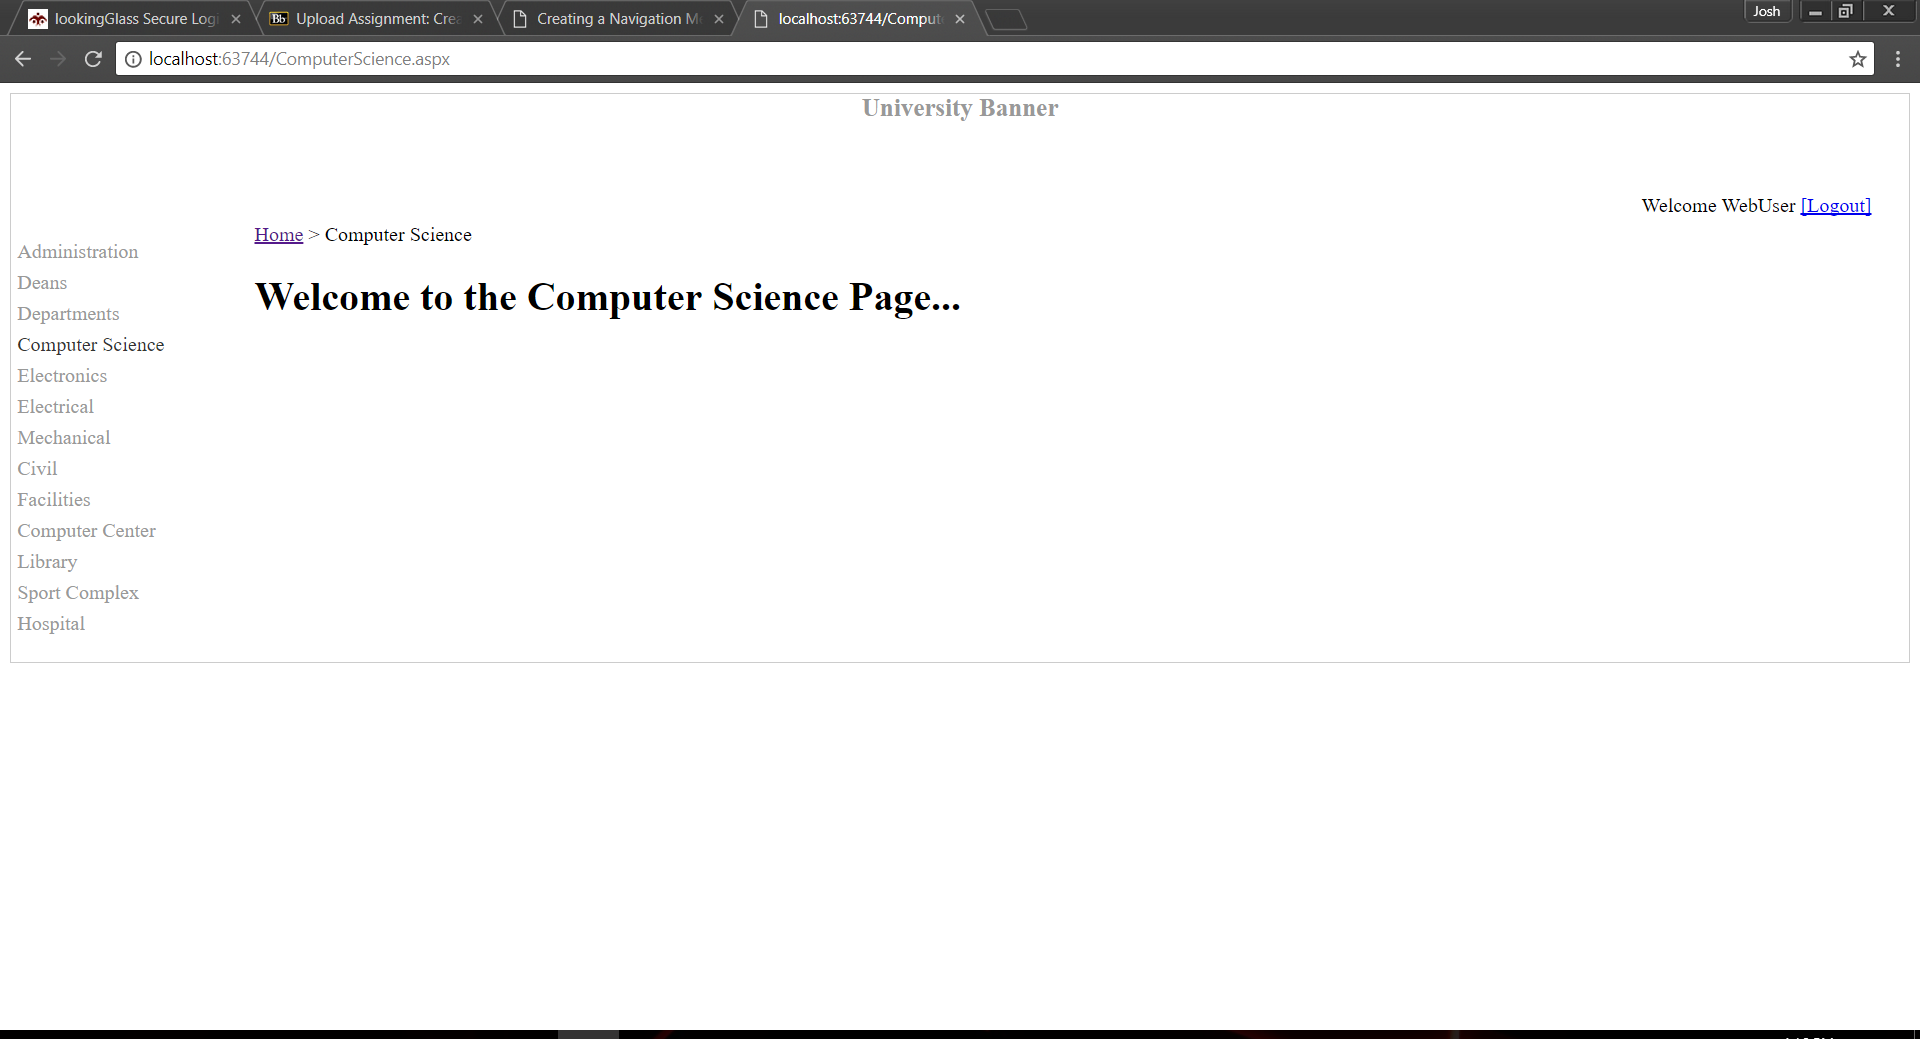 lookingGlass Secure Logi
Bb Upload Assignment: Crea
Creating a Navigation M
localhost:63744/Comput
Josh
localhost:63744/ComputerScience.aspx
University Banner
Welcome WebUser [Logout]
Home > Computer Science
Welcome to the Computer Science Page...
Administration
Deans
Departments
Computer Science
Electronics
Electrical
Mechanical
Civil
Facilities
Computer Center
Library
Sport Complex
Hospital